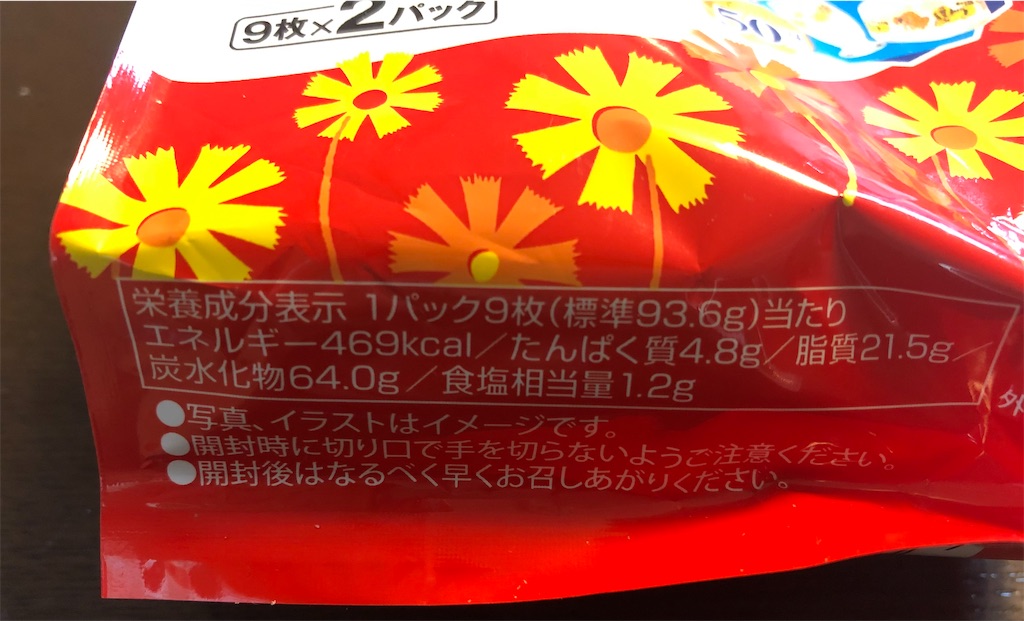 9枚×2パック
50
栄養成分表示 1パック9枚(標準93.6g)当たり
エネルギー469kcal/たんぱく質4.8g/脂質21.5g/
炭水化物64.0g/食塩相当量1.2g
●写真、イラストはイメージです。
●開封時に切り口で手を切らないようご注意ください。
●開封後はなるべく早くお召しあがりください。
外